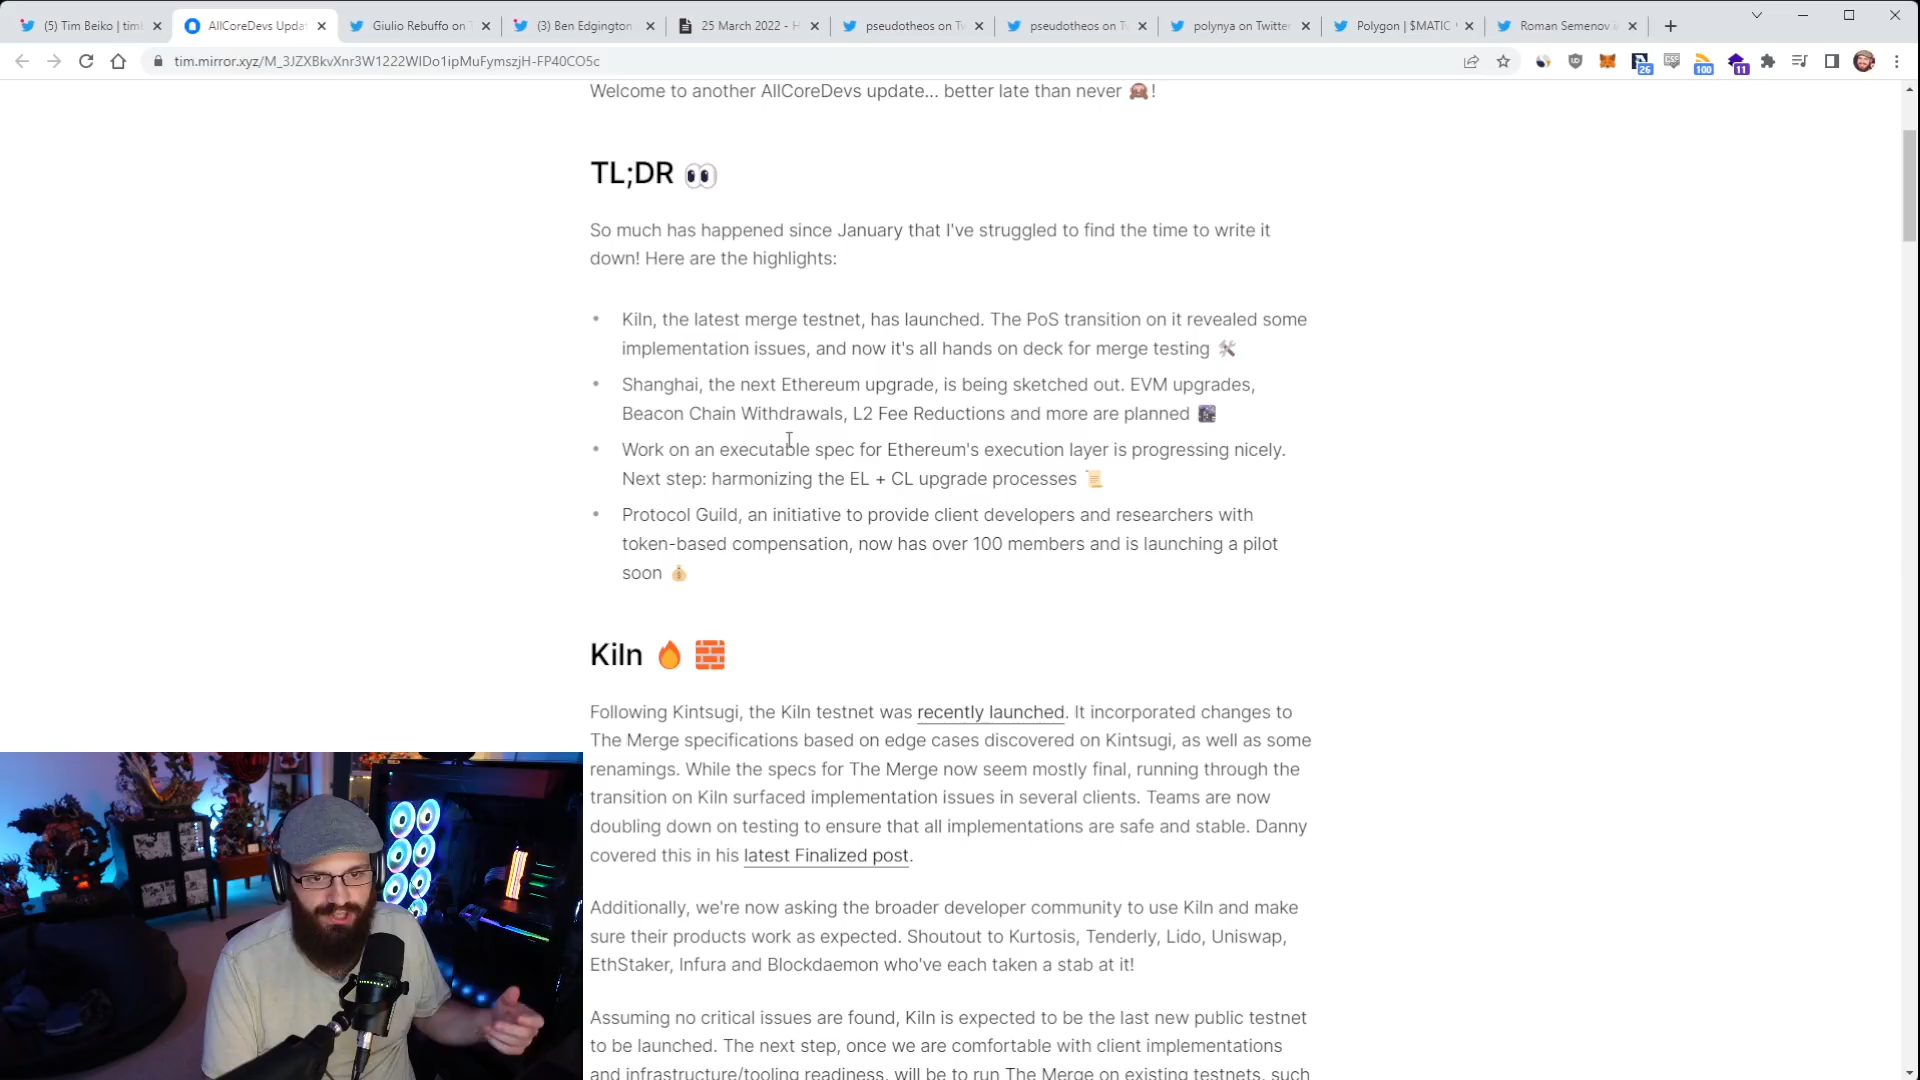 (5) Tim Beiko | timb
AllCoreDevs Updat
Giulio Rebuffo on T
(3) Ben Edgington
25 March 2022 - H
pseudotheos on Tw
pseudotheos on Tw
polynya on Twitter
Polygon | $MATIC
Roman Semenov i
tim.mirror.xyz/M_3JZXBkvXnr3W1222WIDo1ipMuFymszjH-FP40CO5c
26
100
11
Welcome to another AllCoreDevs update... better late than never 🙈!
TL;DR 👀
So much has happened since January that I've struggled to find the time to write it
down! Here are the highlights:
• Kiln, the latest merge testnet, has launched. The PoS transition on it revealed some
implementation issues, and now it's all hands on deck for merge testing 🛠
• Shanghai, the next Ethereum upgrade, is being sketched out. EVM upgrades,
Beacon Chain Withdrawals, L2 Fee Reductions and more are planned 🌃
• Work on an executable spec for Ethereum's execution layer is progressing nicely.
Next step: harmonizing the EL + CL upgrade processes 📜
• Protocol Guild, an initiative to provide client developers and researchers with
token-based compensation, now has over 100 members and is launching a pilot
soon 💰
Kiln 🔥 🧱
Following Kintsugi, the Kiln testnet was recently launched. It incorporated changes to
The Merge specifications based on edge cases discovered on Kintsugi, as well as some
renamings. While the specs for The Merge now seem mostly final, running through the
transition on Kiln surfaced implementation issues in several clients. Teams are now
doubling down on testing to ensure that all implementations are safe and stable. Danny
covered this in his latest Finalized post.
Additionally, we're now asking the broader developer community to use Kiln and make
sure their products work as expected. Shoutout to Kurtosis, Tenderly, Lido, Uniswap,
EthStaker, Infura and Blockdaemon who've each taken a stab at it!
Assuming no critical issues are found, Kiln is expected to be the last new public testnet
to be launched. The next step, once we are comfortable with client implementations
and infrastructure/tooling readiness, will be to run The Merge on existing testnets, such